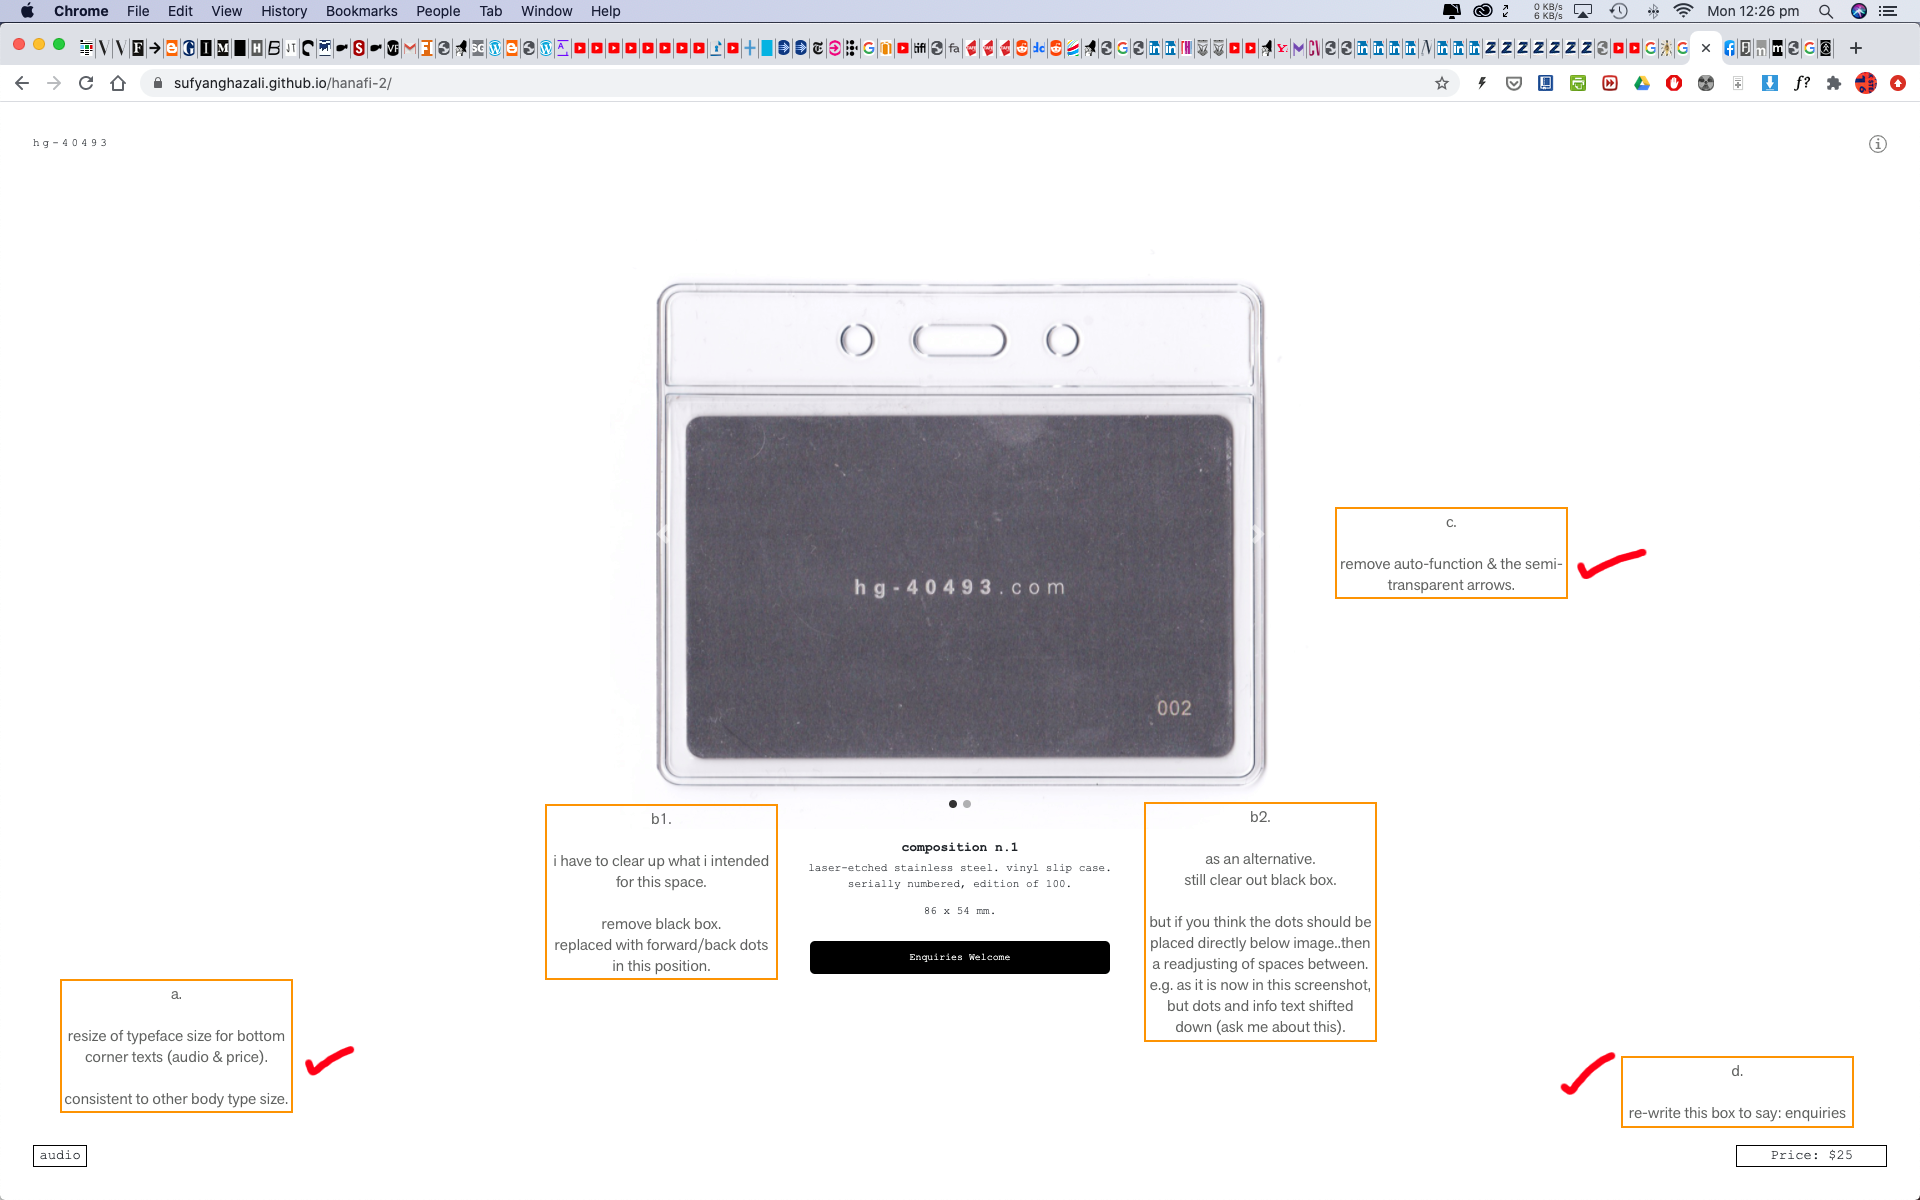 Chrome File Edit View History Bookmarks People Tab Window Help
0 KB/s
6 KB/s
Mon 12:26 pm
sufyanghazali.github.io/hanafi-2/
hg-40493
hg-40493.com
002
c.
remove auto-function & the semi-
transparent arrows.
b1.
i have to clear up what i intended
for this space.
remove black box.
replaced with forward/back dots
in this position.
composition n.1
laser-etched stainless steel. vinyl slip case.
serially numbered, edition of 100.
86 x 54 mm.
Enquiries Welcome
b2.
as an alternative.
still clear out black box.
but if you think the dots should be
placed directly below image..then
a readjusting of spaces between.
e.g. as it is now in this screenshot,
but dots and info text shifted
down (ask me about this).
a.
resize of typeface size for bottom
corner texts (audio & price).
consistent to other body type size.
d.
re-write this box to say: enquiries
audio
Price: $25